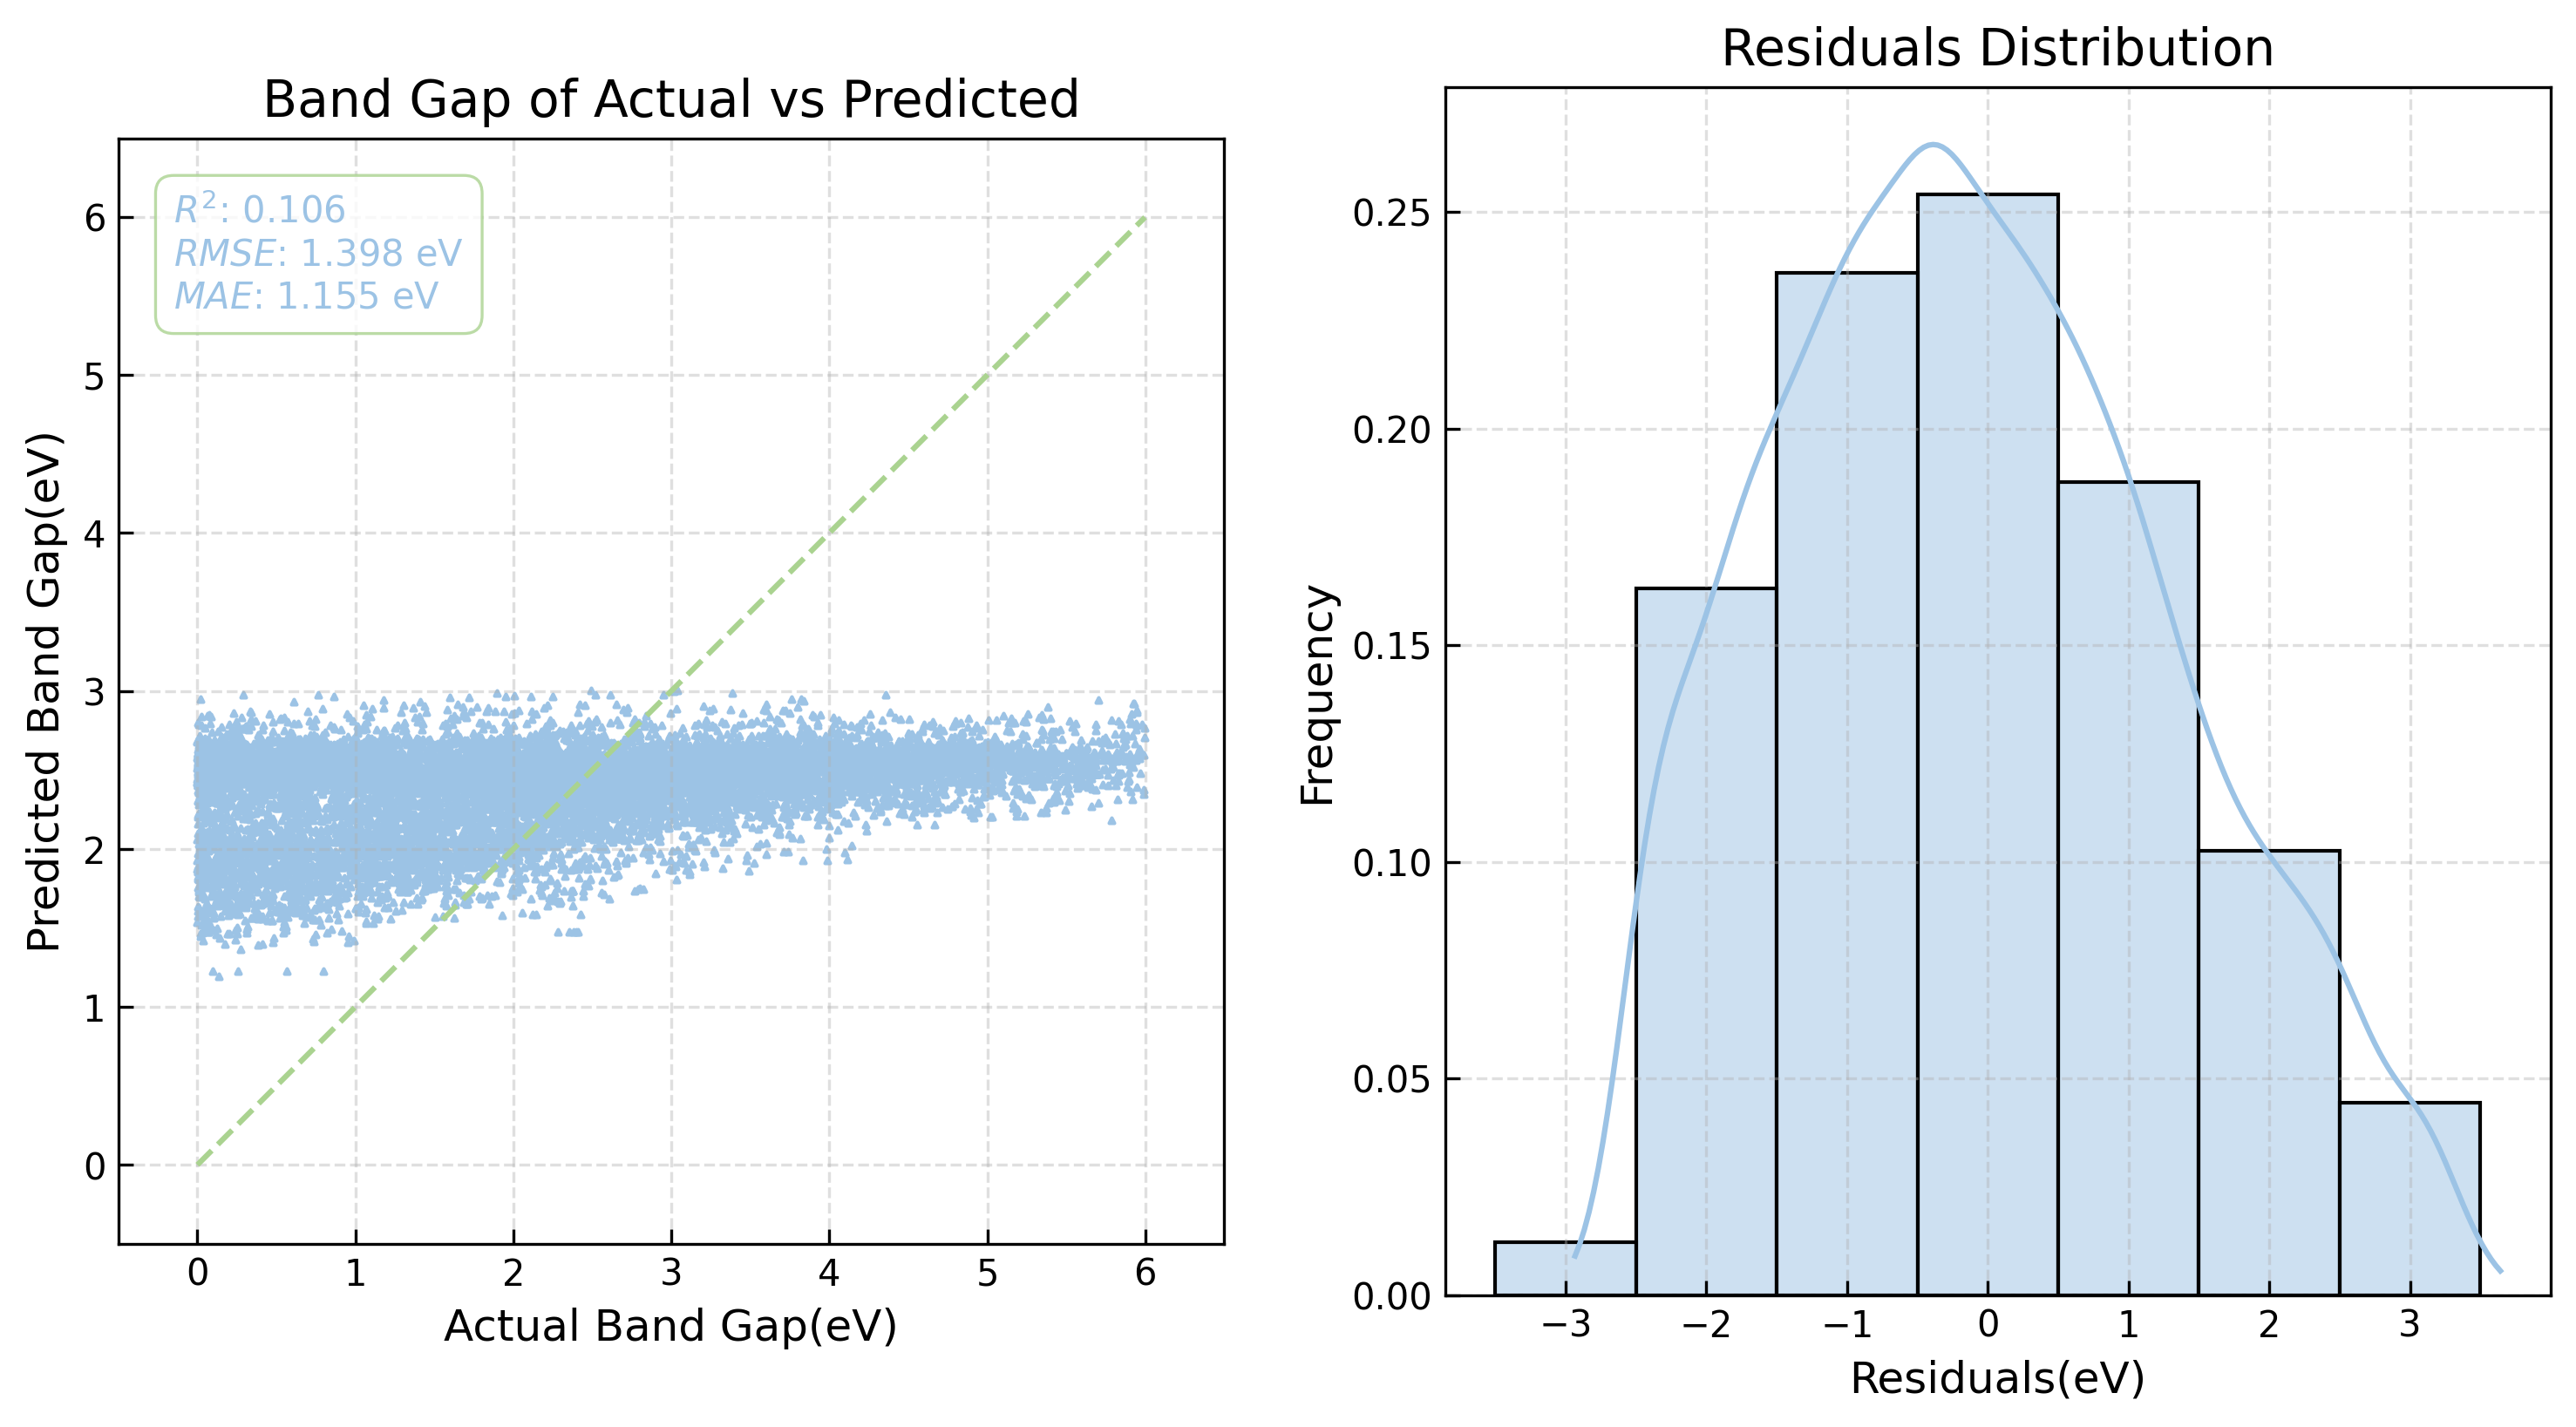 Band Gap of Actual vs Predicted
R²: 0.106
RMSE: 1.398 eV
MAE: 1.155 eV
6
5
4
3
2
1
0
Predicted Band Gap(eV)
0 1 2 3 4 5 6
Actual Band Gap(eV)
Residuals Distribution
0.25
0.20
0.15
0.10
0.05
0.00
Frequency
−3 −2 −1 0 1 2 3
Residuals(eV)